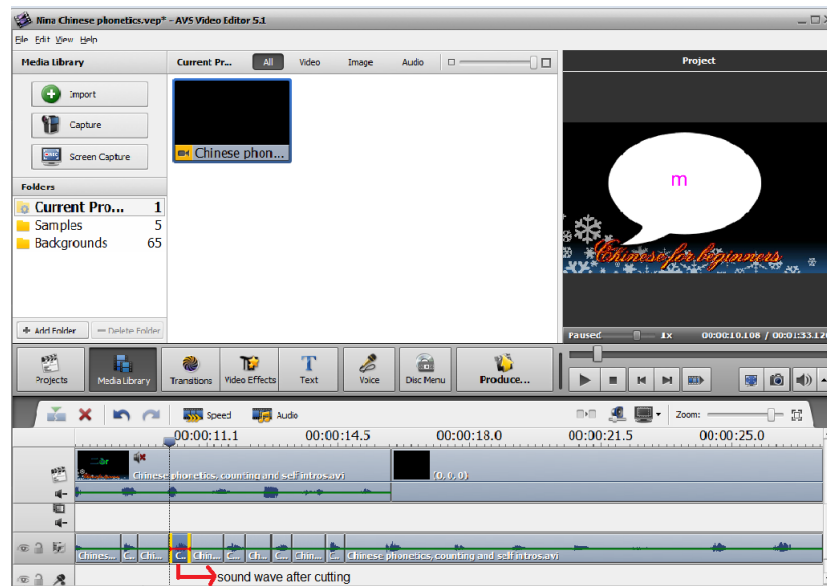 Nina Chinese phonetics.vep* - AVS Video Editor 5.1
File Edit View Help
Media Library
Current Pr... All Video Image Audio
Project
Import
Capture
Screen Capture
Chinese phon...
Folders
Current Pro... 1
Samples 5
Backgrounds 65
m
Chinese for beginners
Add Folder Delete Folder
Paused 1x 00:00:10.108 / 00:01:33.120
Projects Media Library Transitions Video Effects Text Voice Disc Menu Produce...
Speed Audio Zoom:
00:00:11.1 00:00:14.5 00:00:18.0 00:00:21.5 00:00:25.0
Chinese phonetics, counting and self intros.avi (0, 0, 0)
Chines... C... Chi... C... Chin... C... Ch... C... Chin... C... Chinese phonetics, counting and self intros.avi
sound wave after cutting